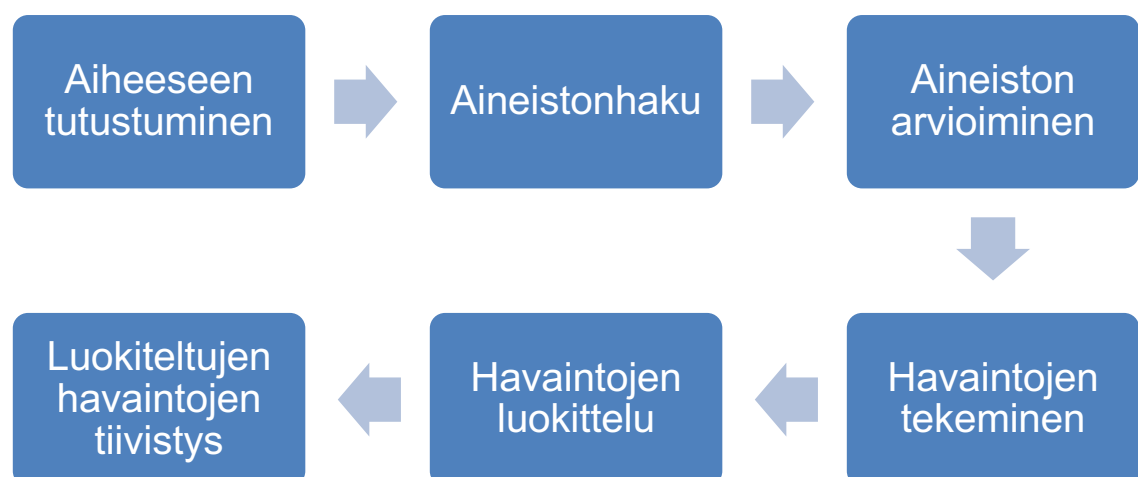 Aiheeseen
tutustuminen
Aineistonhaku
Aineiston
arvioiminen
Havaintojen
tekeminen
Havaintojen
luokittelu
Luokiteltujen
havaintojen
tiivistys